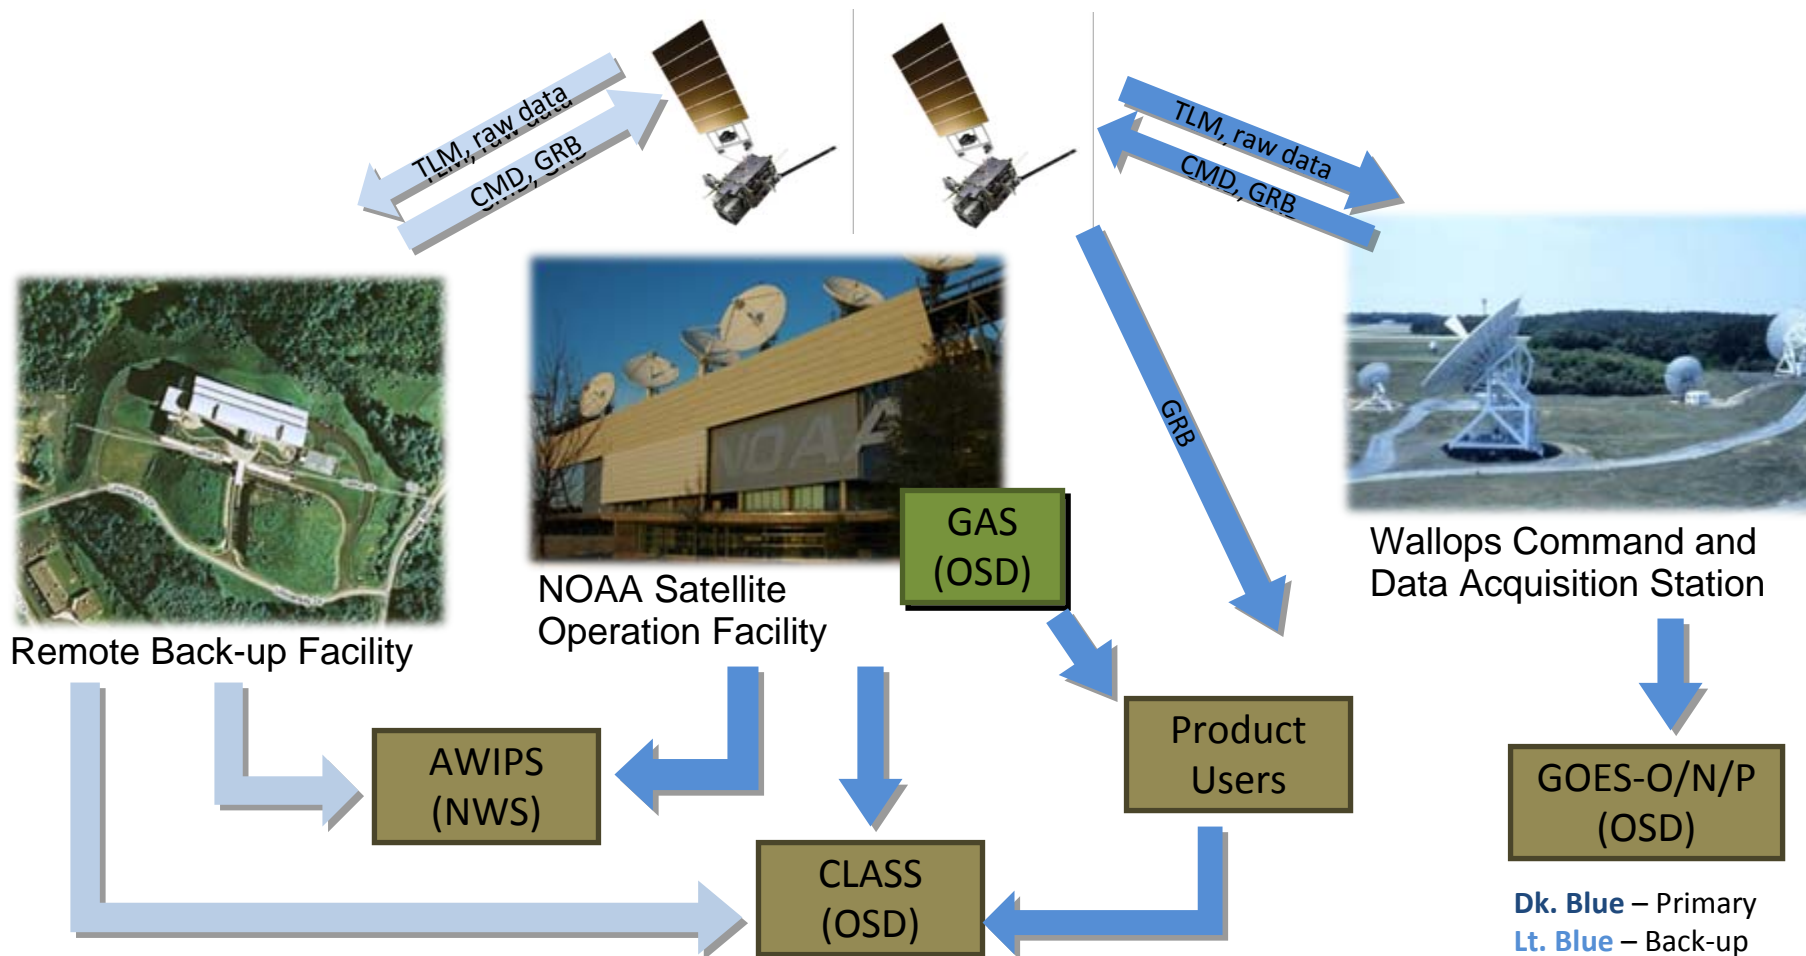 TLM, raw data
CMD, GRB
TLM, raw data
CMD, GRB
GRB
NOAA
GAS
(OSD)
Remote Back-up Facility
NOAA Satellite
Operation Facility
Wallops Command and
Data Acquisition Station
AWIPS
(NWS)
Product
Users
GOES-O/N/P
(OSD)
CLASS
(OSD)
Dk. Blue – Primary
Lt. Blue – Back-up